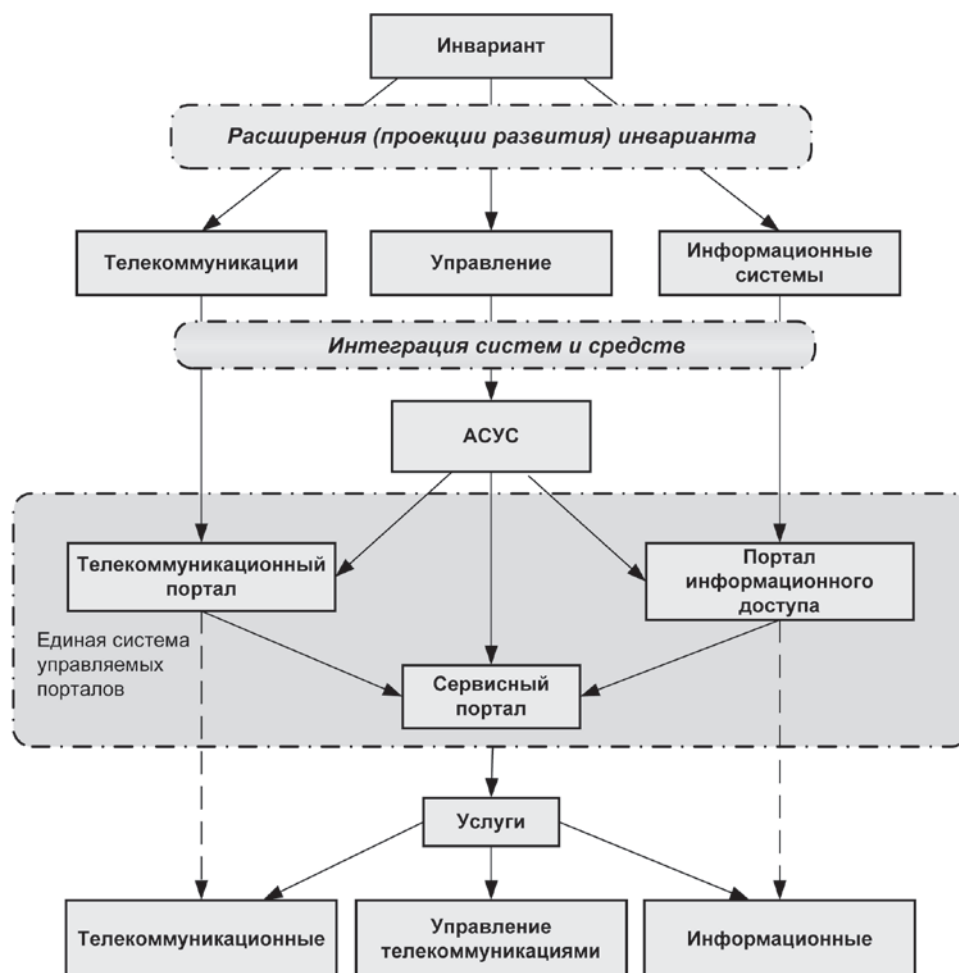 Инвариант
Расширения (проекции развития) инварианта
Телекоммуникации
Управление
Информационные
системы
Интеграция систем и средств
АСУС
Телекоммуникационный
портал
Портал
информационного
доступа
Единая система
управляемых
порталов
Сервисный
портал
Услуги
Телекоммуникационные
Управление
телекоммуникациями
Информационные